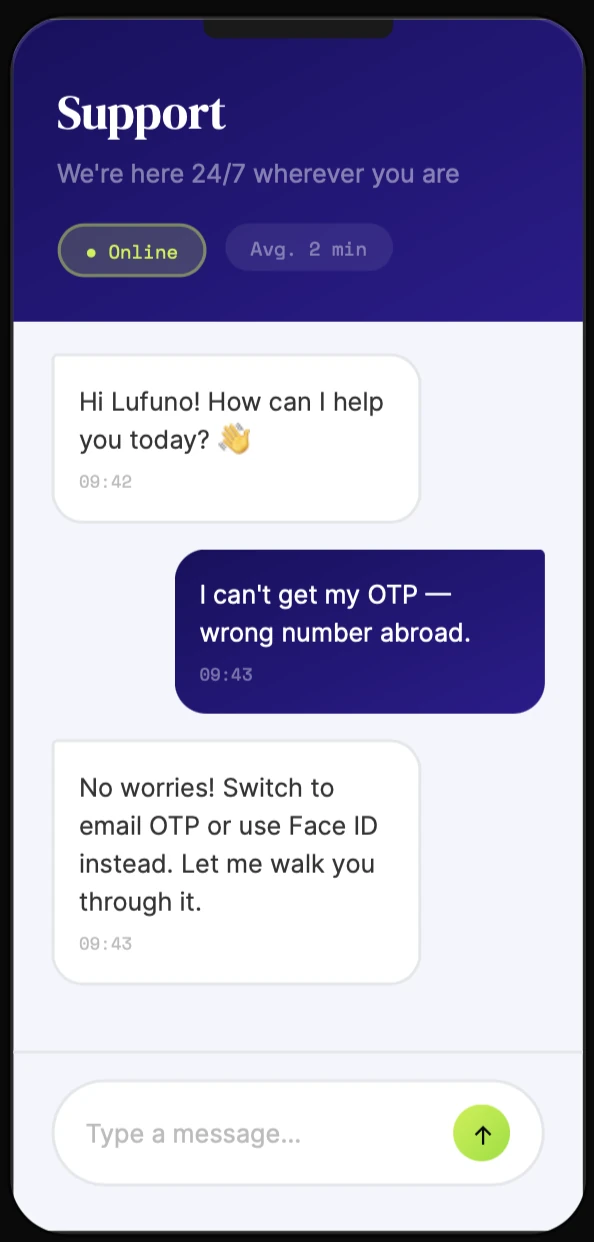 Support
We're here 24/7 wherever you are
• Online
Avg. 2 min
Hi Lufuno! How can I help
you today? 👋
09:42
I can't get my OTP —
wrong number abroad.
09:43
No worries! Switch to
email OTP or use Face ID
instead. Let me walk you
through it.
09:43
Type a message...
↑